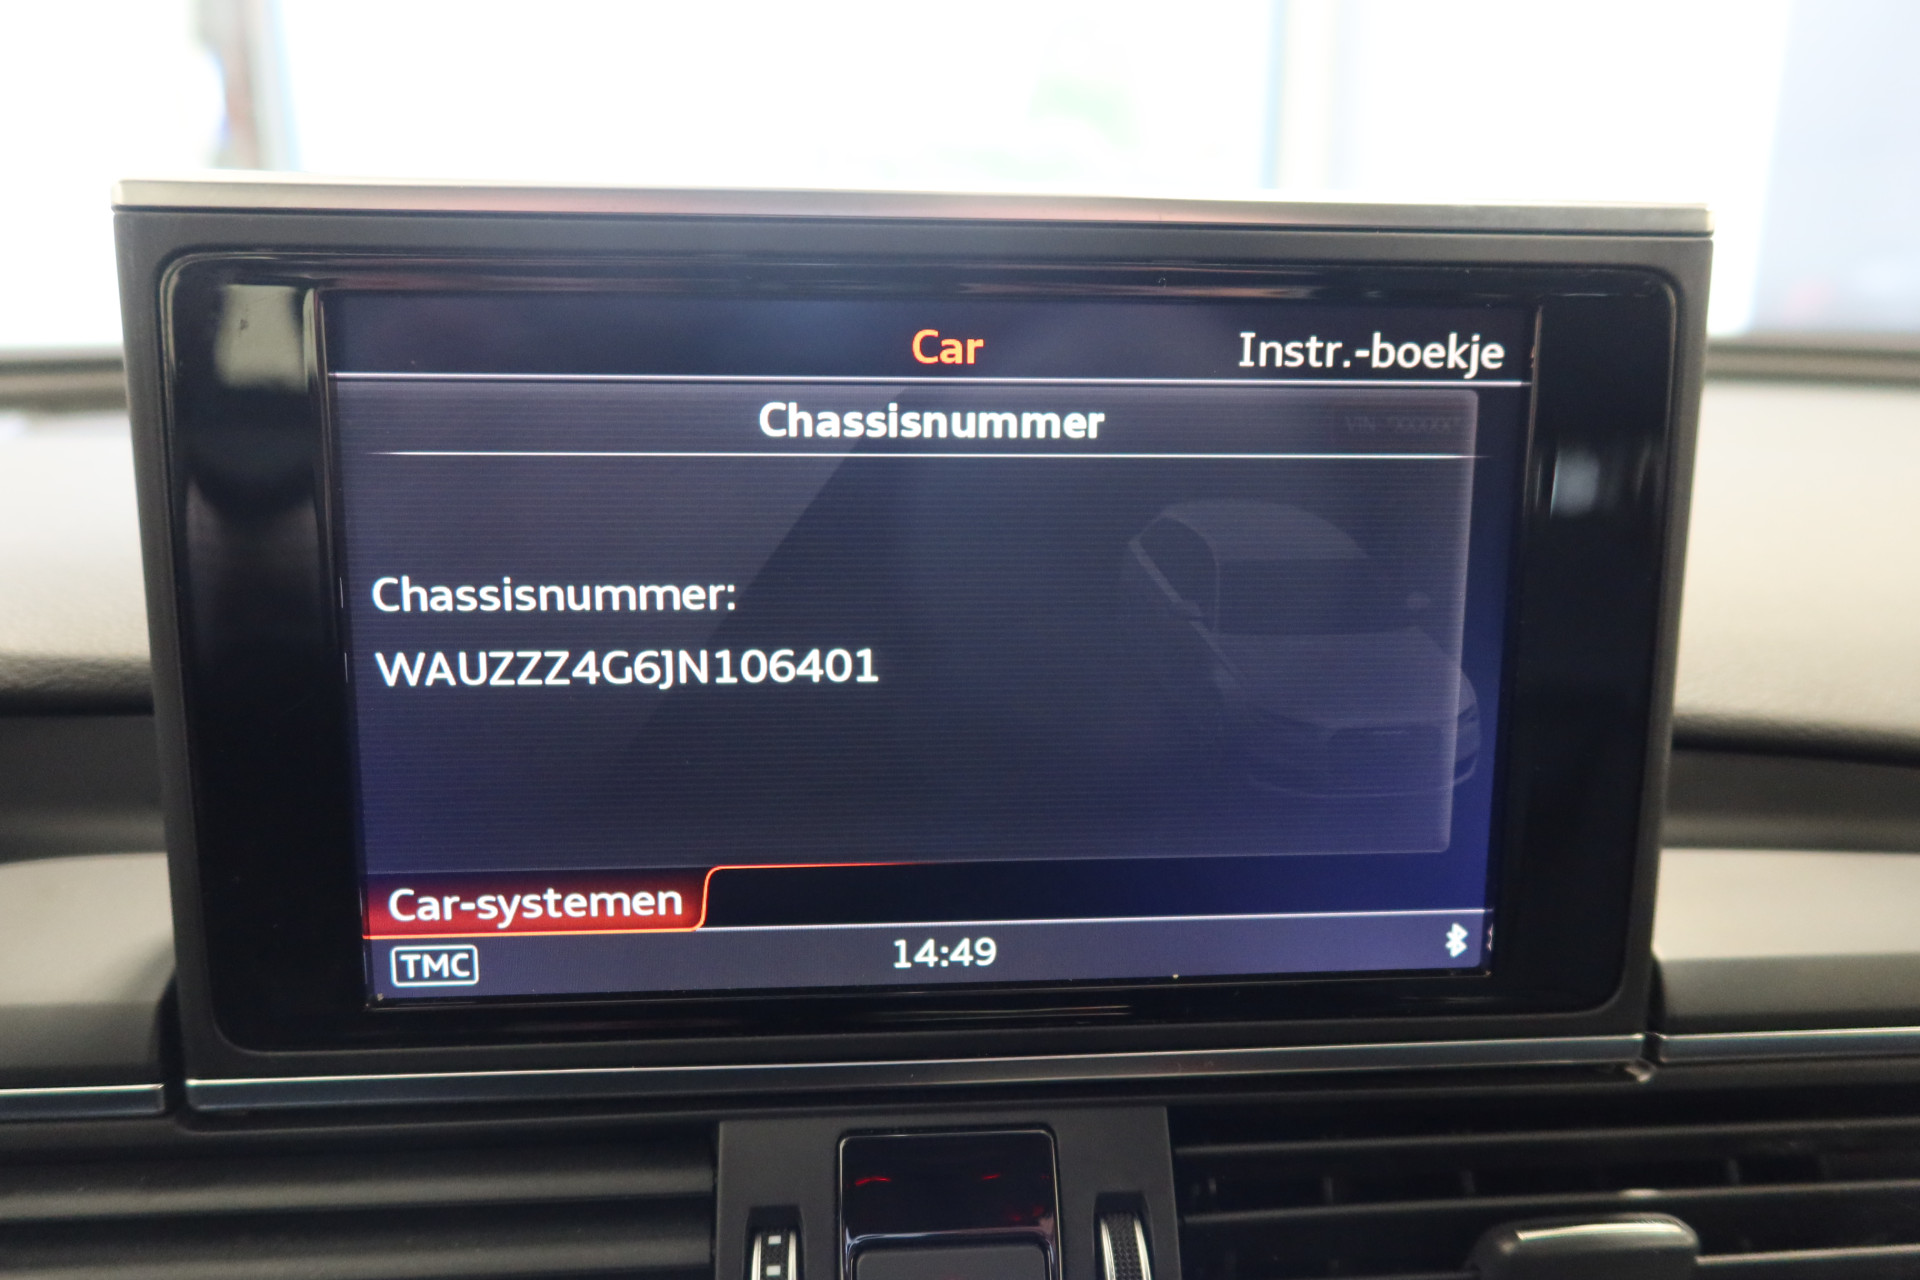 Car
Instr.-boekje
Chassisnummer
Chassisnummer:
WAUZZZ4G6JN106401
Car-systemen
TMC
14:49